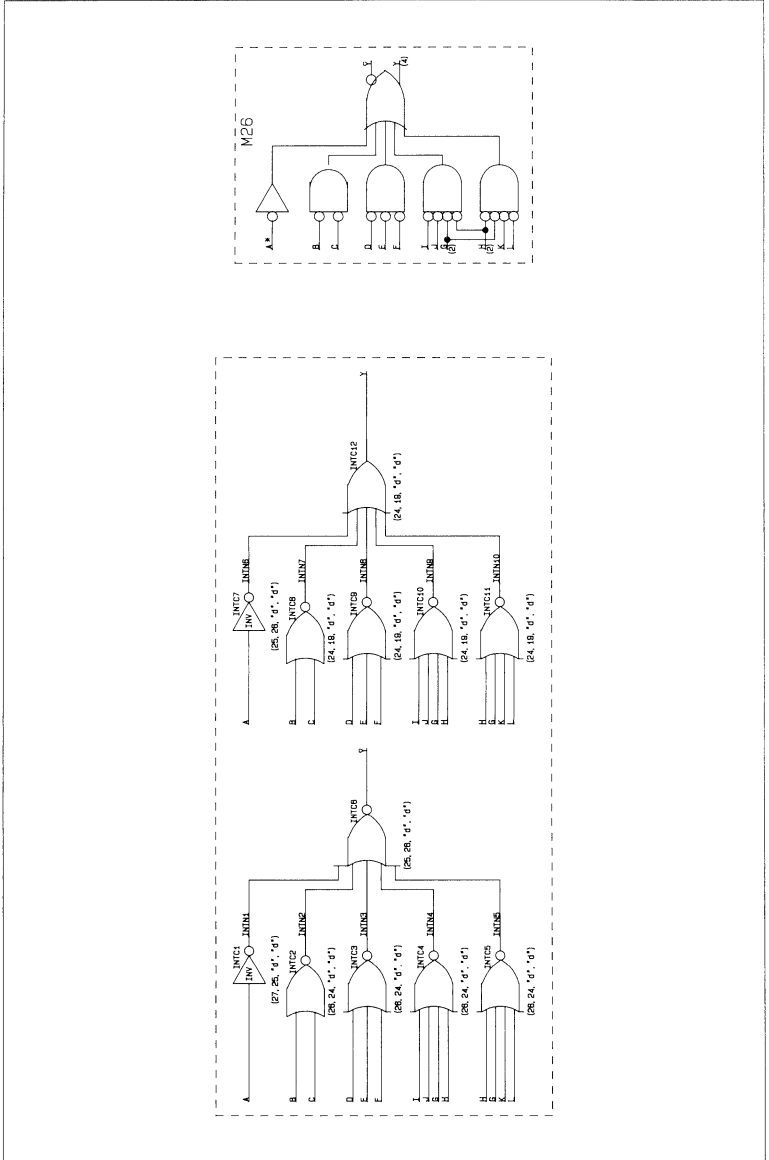 M26
A*
B
C
D
E
F
I
J
G
(2)
H
(2)
K
L
Y
Y
(4)
A
INTC1
INV
INTN1
(27, 25, "d", "d")
B
C
INTC2
INTN2
(26, 24, "d", "d")
D
E
F
INTC3
INTN3
(26, 24, "d", "d")
I
J
G
H
INTC4
INTN4
(26, 24, "d", "d")
H
G
K
L
INTC5
INTN5
(26, 24, "d", "d")
INTC6
(25, 26, "d", "d")
Y
A
INTC7
INV
INTN6
(25, 26, "d", "d")
B
C
INTC8
INTN7
(24, 19, "d", "d")
D
E
F
INTC9
INTN8
(24, 19, "d", "d")
I
J
G
H
INTC10
INTN9
(24, 19, "d", "d")
H
G
K
L
INTC11
INTN10
(24, 19, "d", "d")
INTC12
(24, 19, "d", "d")
Y